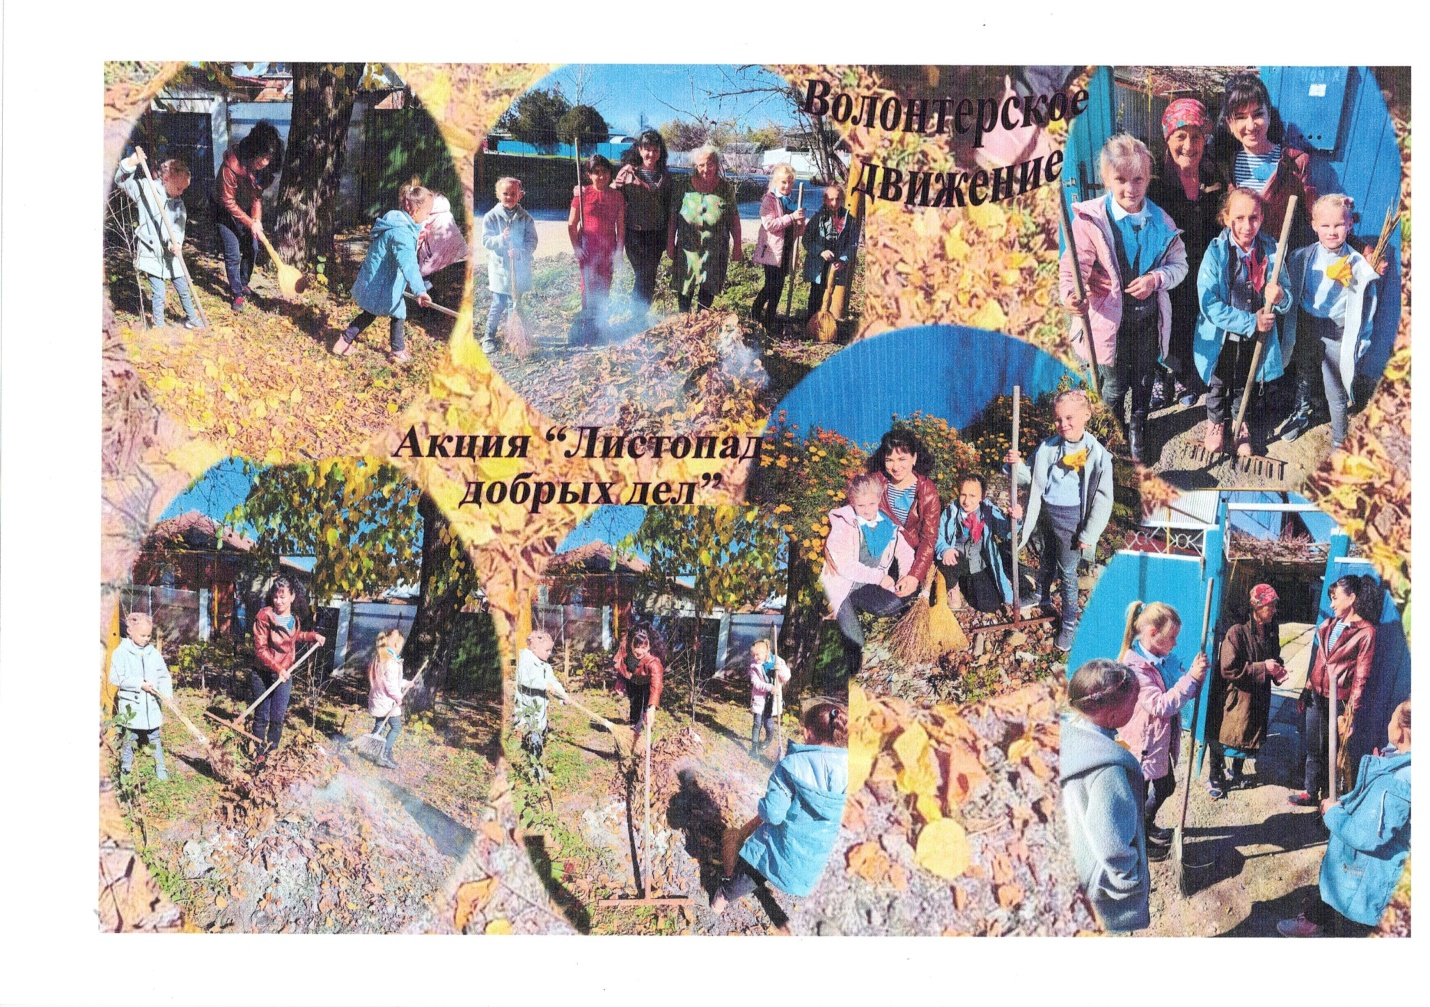 Волонтерское
движение
Акция “Листопад
добрых дел”